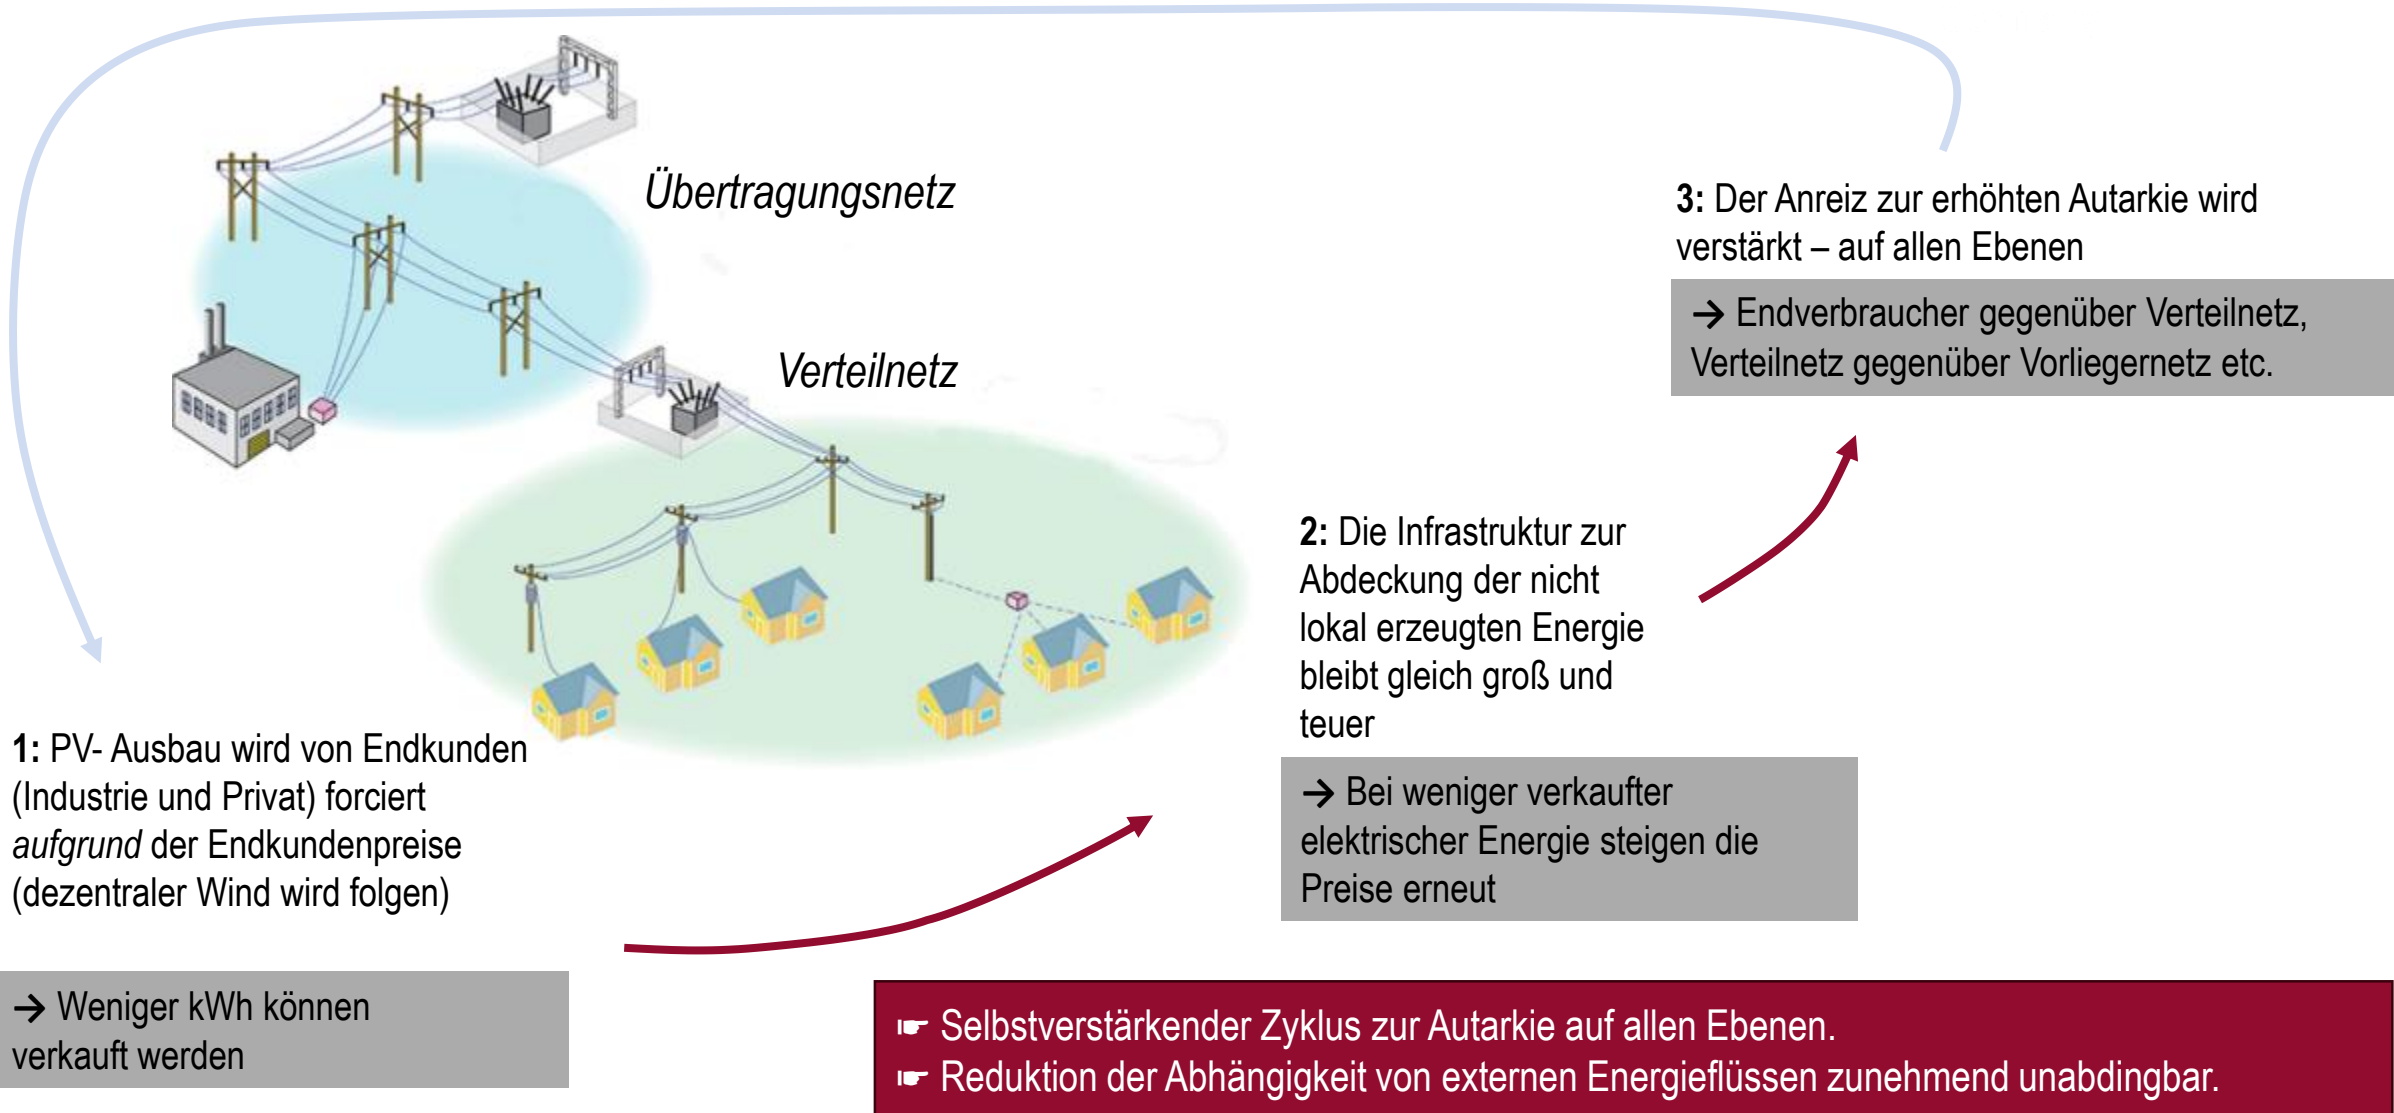 Übertragungsnetz
Verteilnetz
1: PV- Ausbau wird von Endkunden
(Industrie und Privat) forciert
aufgrund der Endkundenpreise
(dezentraler Wind wird folgen)
→ Weniger kWh können
verkauft werden
2: Die Infrastruktur zur
Abdeckung der nicht
lokal erzeugten Energie
bleibt gleich groß und
teuer
→ Bei weniger verkaufter
elektrischer Energie steigen die
Preise erneut
3: Der Anreiz zur erhöhten Autarkie wird
verstärkt – auf allen Ebenen
→ Endverbraucher gegenüber Verteilnetz,
Verteilnetz gegenüber Vorliegernetz etc.
☛ Selbstverstärkender Zyklus zur Autarkie auf allen Ebenen.
☛ Reduktion der Abhängigkeit von externen Energieflüssen zunehmend unabdingbar.